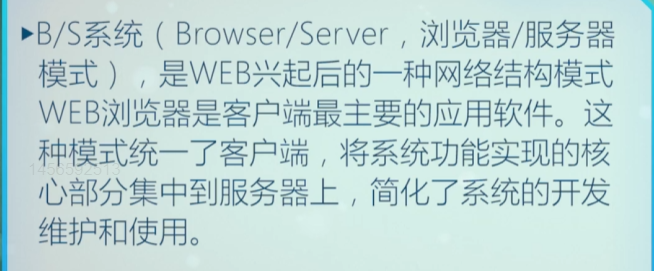 ▶B/S系统（Browser/Server，浏览器/服务器
模式），是WEB兴起后的一种网络结构模式
WEB浏览器是客户端最主要的应用软件。这
种模式统一了客户端，将系统功能实现的核
1456592513
心部分集中到服务器上，简化了系统的开发
维护和使用。